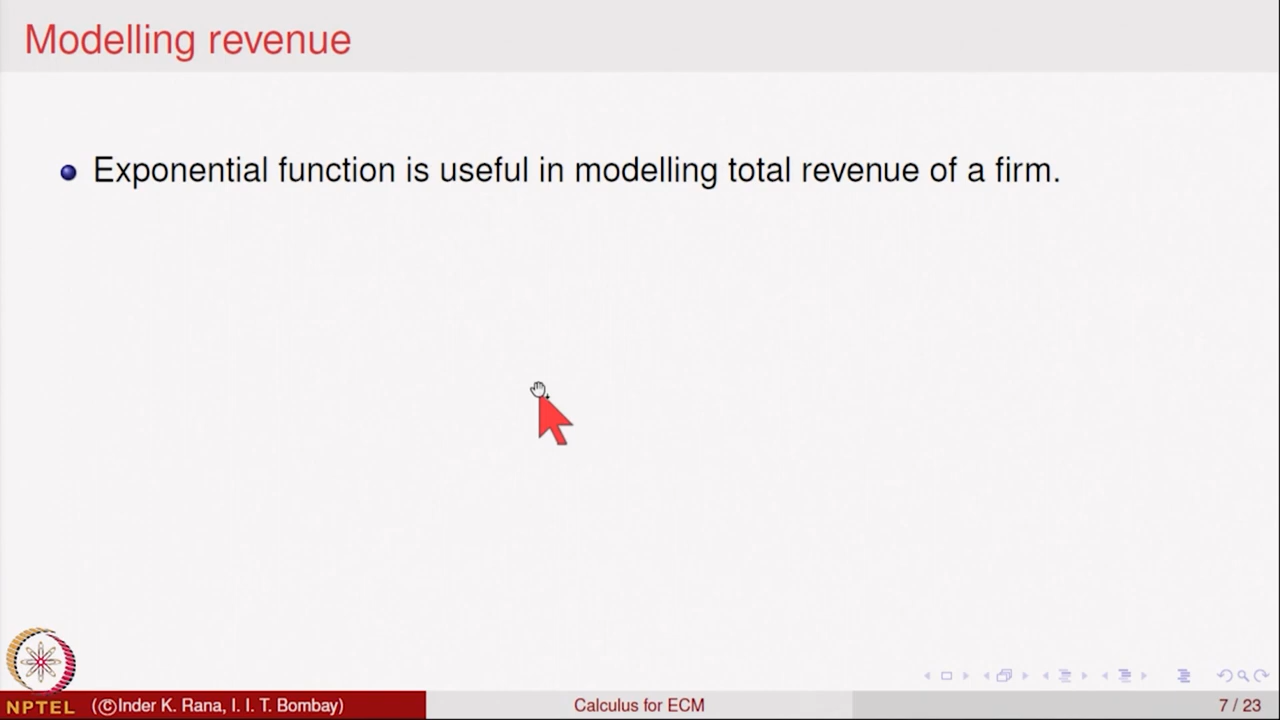 Modelling revenue
Exponential function is useful in modelling total revenue of a firm.
NPTEL (©Inder K. Rana, I. I. T. Bombay) Calculus for ECM 7 / 23